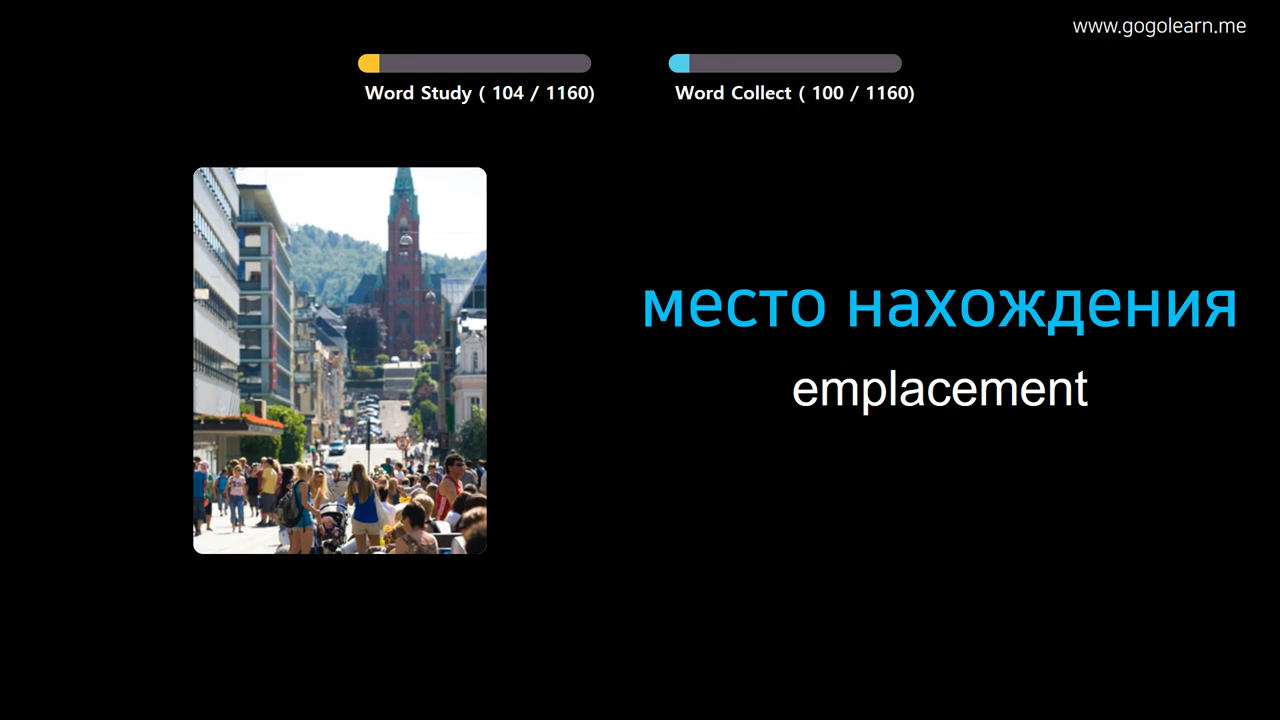 www.gogolearn.me
Word Study ( 104 / 1160)
Word Collect ( 100 / 1160)
место нахождения
emplacement